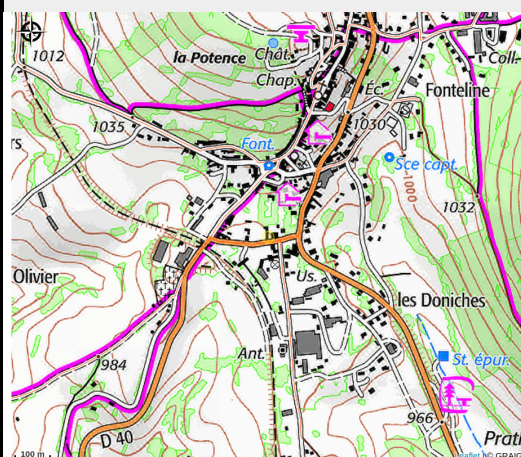 1012
la Potence
Chât.
Coll.
Chap.
Éc.
Fonteline
1035
1030
Font.
Sce capt.
1000
1032
Olivier
Us.
les Doniches
Ant.
984
St. épur.
966
D 40
100 m